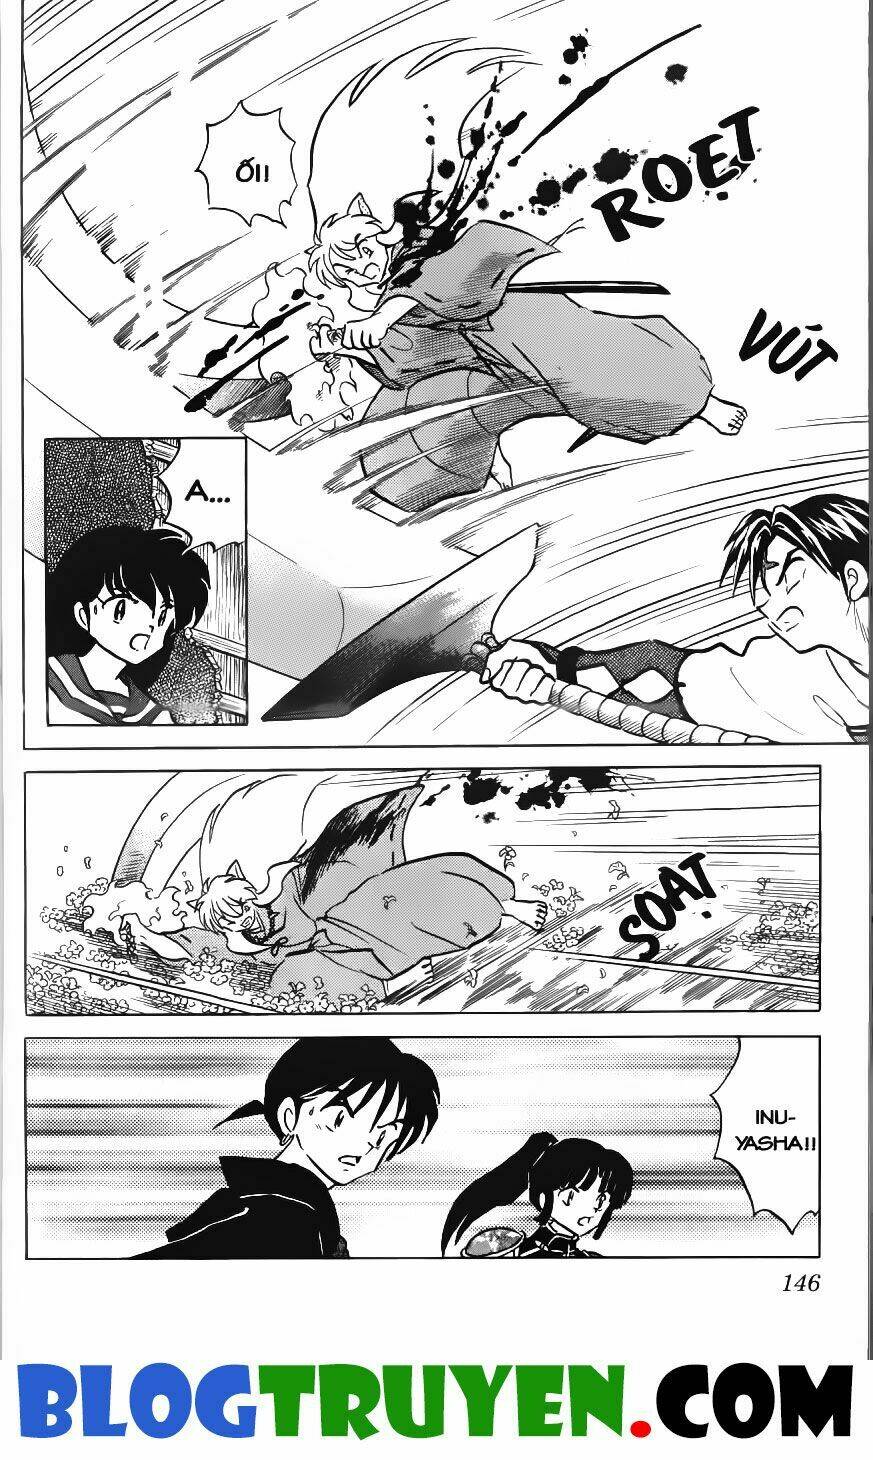 ỐI!
ROẸT
VÚT
A...
SOẠT
INU-
YASHA!!
146
BLOGTRUYEN.COM